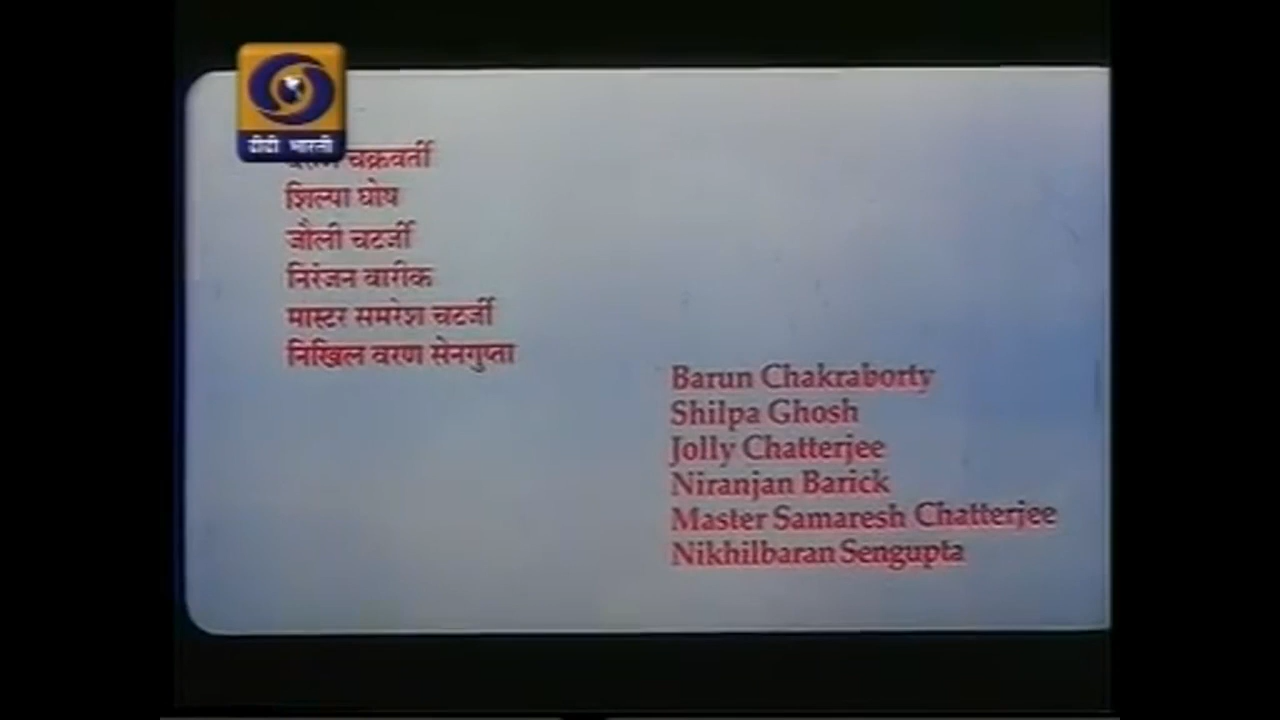 डीडी भारती
चक्रवर्ती
शिल्पा घोष
जौली चटर्जी
निरंजन बारीक
मास्टर समरेश चटर्जी
निखिल वरण सेनगुप्ता
Barun Chakraborty
Shilpa Ghosh
Jolly Chatterjee
Niranjan Barick
Master Samaresh Chatterjee
Nikhilbaran Sengupta